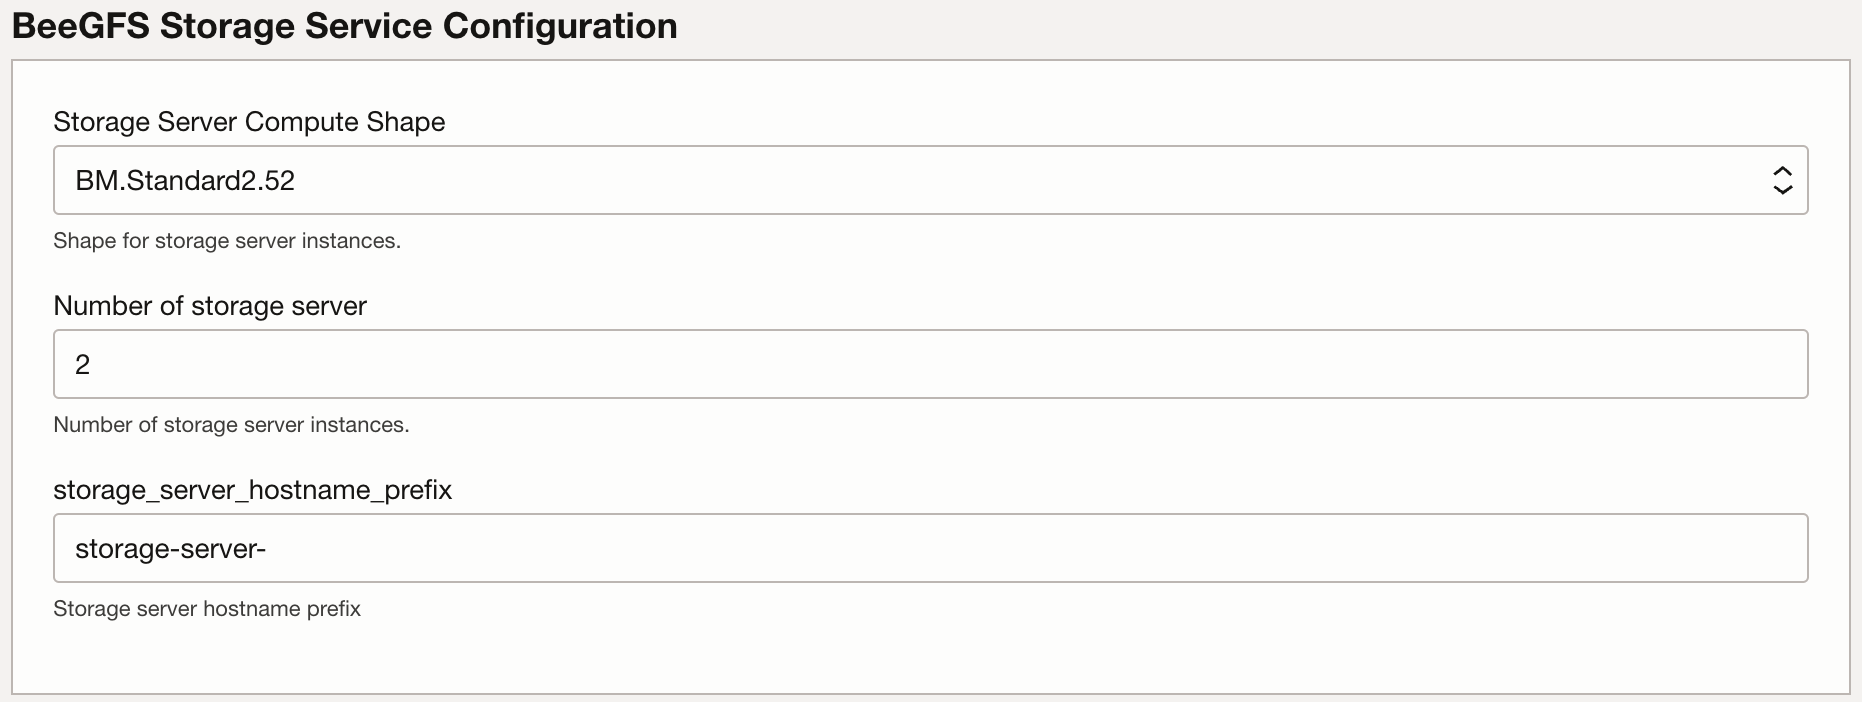 BeeGFS Storage Service Configuration
Storage Server Compute Shape
BM.Standard2.52
Shape for storage server instances.
Number of storage server
2
Number of storage server instances.
storage_server_hostname_prefix
storage-server-
Storage server hostname prefix